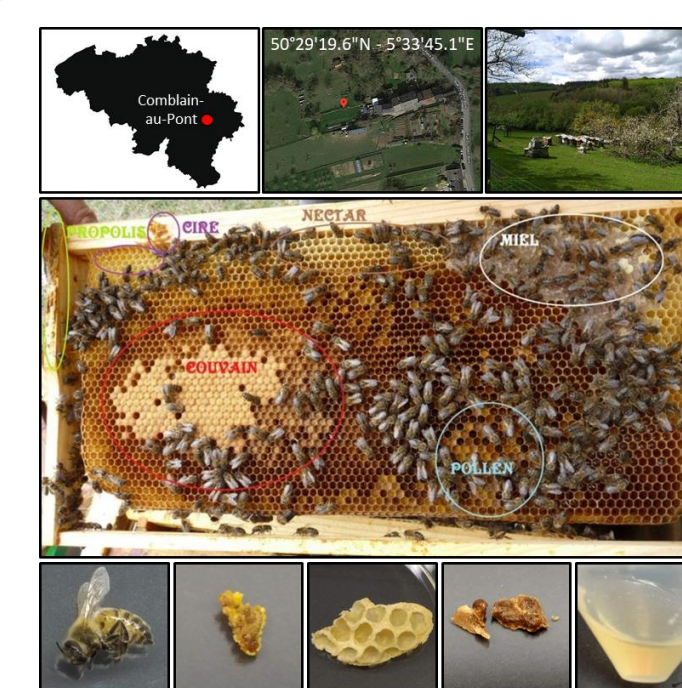 Comblain-
au-Pont
50°29'19.6"N - 5°33'45.1"E
PROPOLIS
CIRE
NECTAR
MIEL
COUVAIN
POLLEN